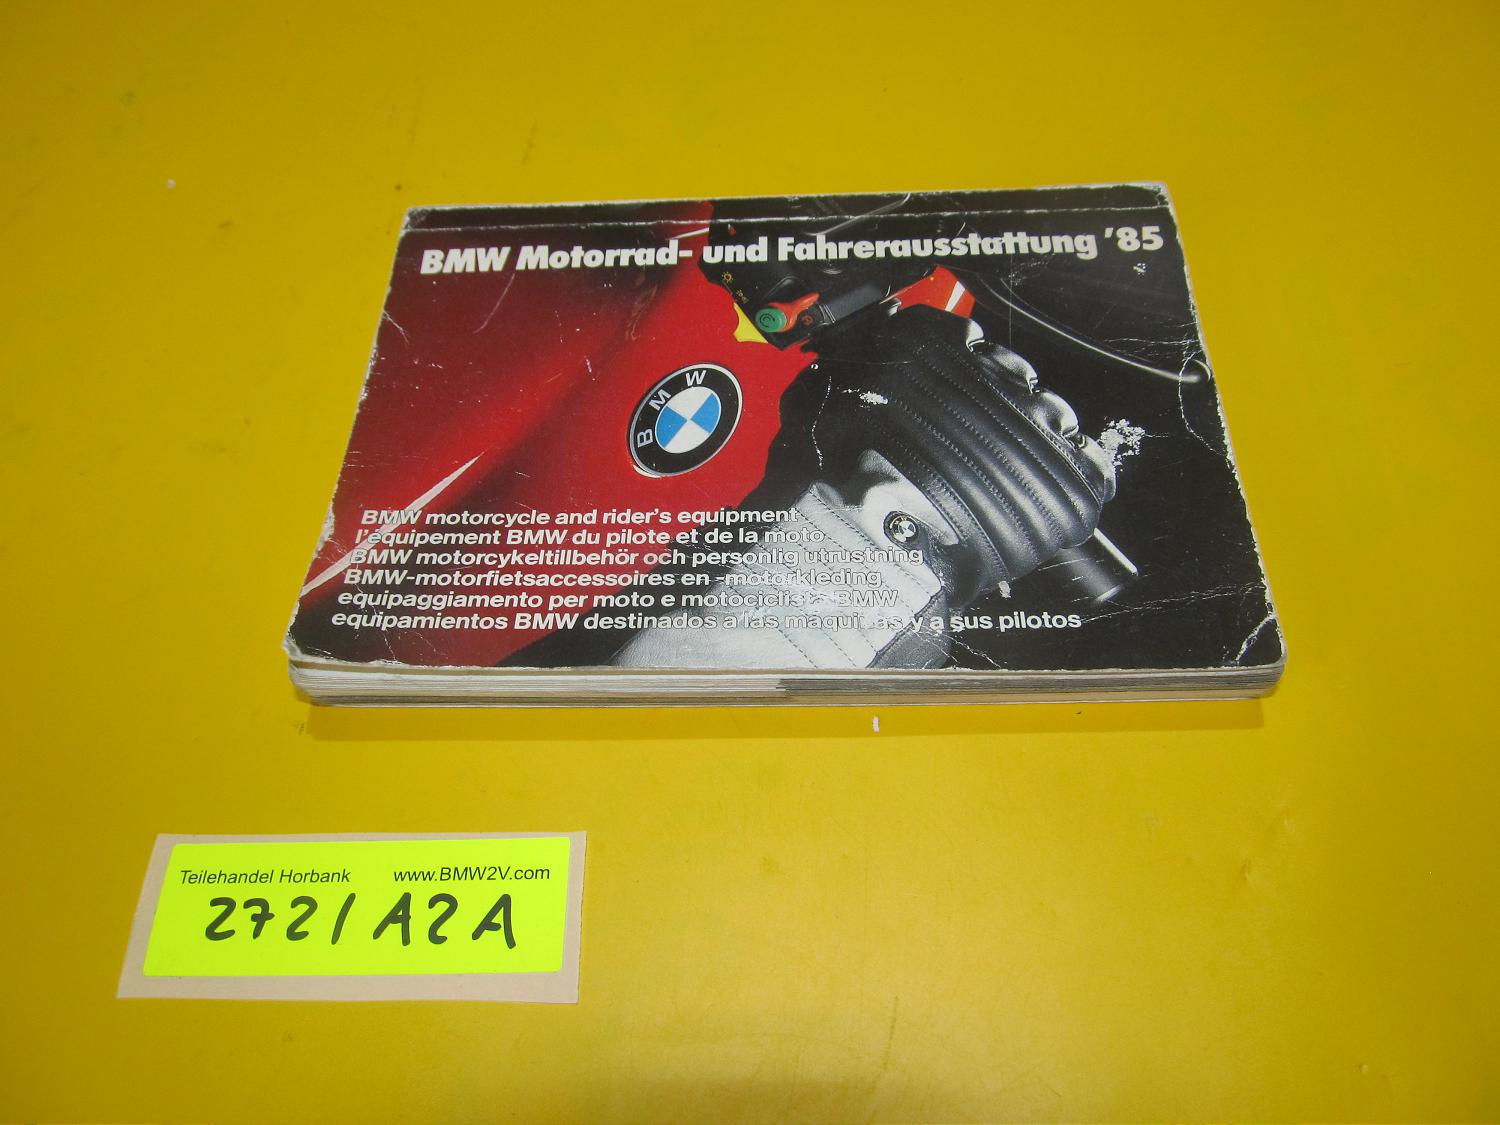 BMW Motorrad- und Fahrerausstattung '85
BMW
BMW motorcycle and rider's equipment
l'équipement BMW du pilote et de la moto
BMW motorcykeltillbehör och personlig utrustning
BMW-motorfietsaccessoires en -motorkleding
equipaggiamento per moto e motociclista BMW
equipamientos BMW destinados a las máquinas y a sus pilotos
Teilehandel Horbank www.BMW2V.com
2721A2A